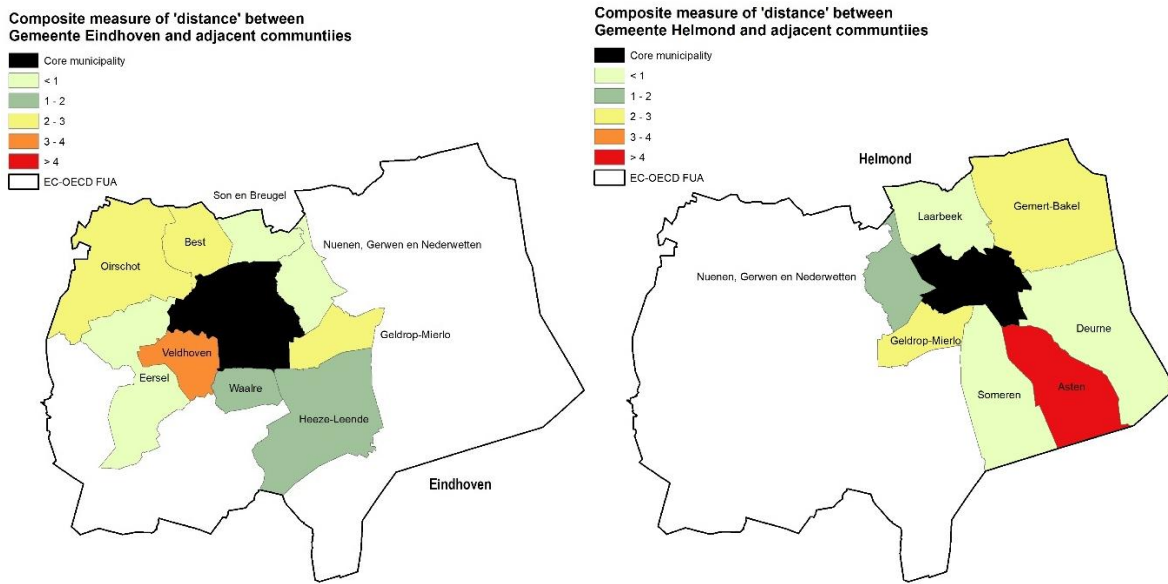 Composite measure of 'distance' between
Gemeente Eindhoven and adjacent communtiies
Core municipality
< 1
1 - 2
2 - 3
3 - 4
> 4
EC-OECD FUA
Son en Breugel
Best
Nuenen, Gerwen en Nederwetten
Oirschot
Geldrop-Mierlo
Veldhoven
Eersel
Waalre
Heeze-Leende
Eindhoven
Composite measure of 'distance' between
Gemeente Helmond and adjacent communtiies
Core municipality
< 1
1 - 2
2 - 3
3 - 4
> 4
EC-OECD FUA
Helmond
Gemert-Bakel
Laarbeek
Nuenen, Gerwen en Nederwetten
Deurne
Geldrop-Mierlo
Asten
Someren